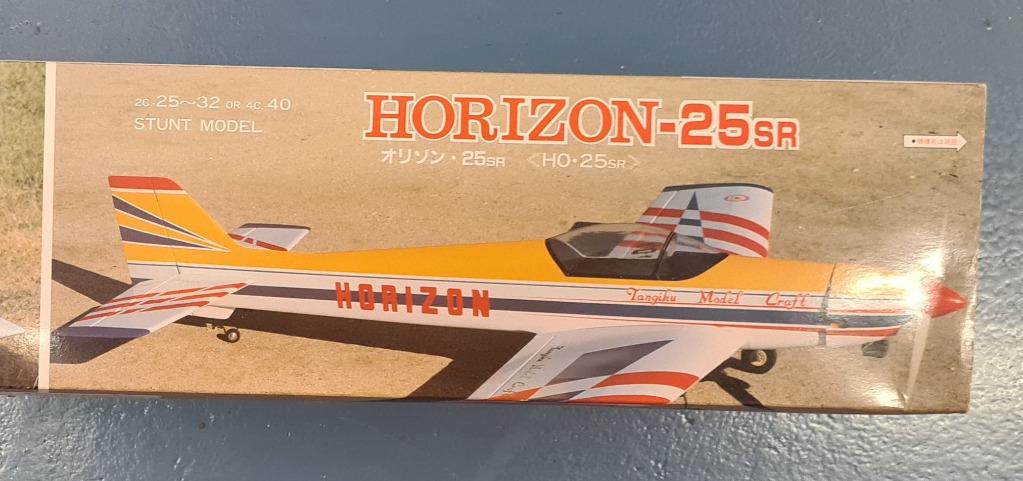 2C.-25〜32 OR 4C.-40
STUNT MODEL
HORIZON-25SR
オリゾン・25SR 〈HO・25SR〉
HORIZON
Tangiku Model Craft